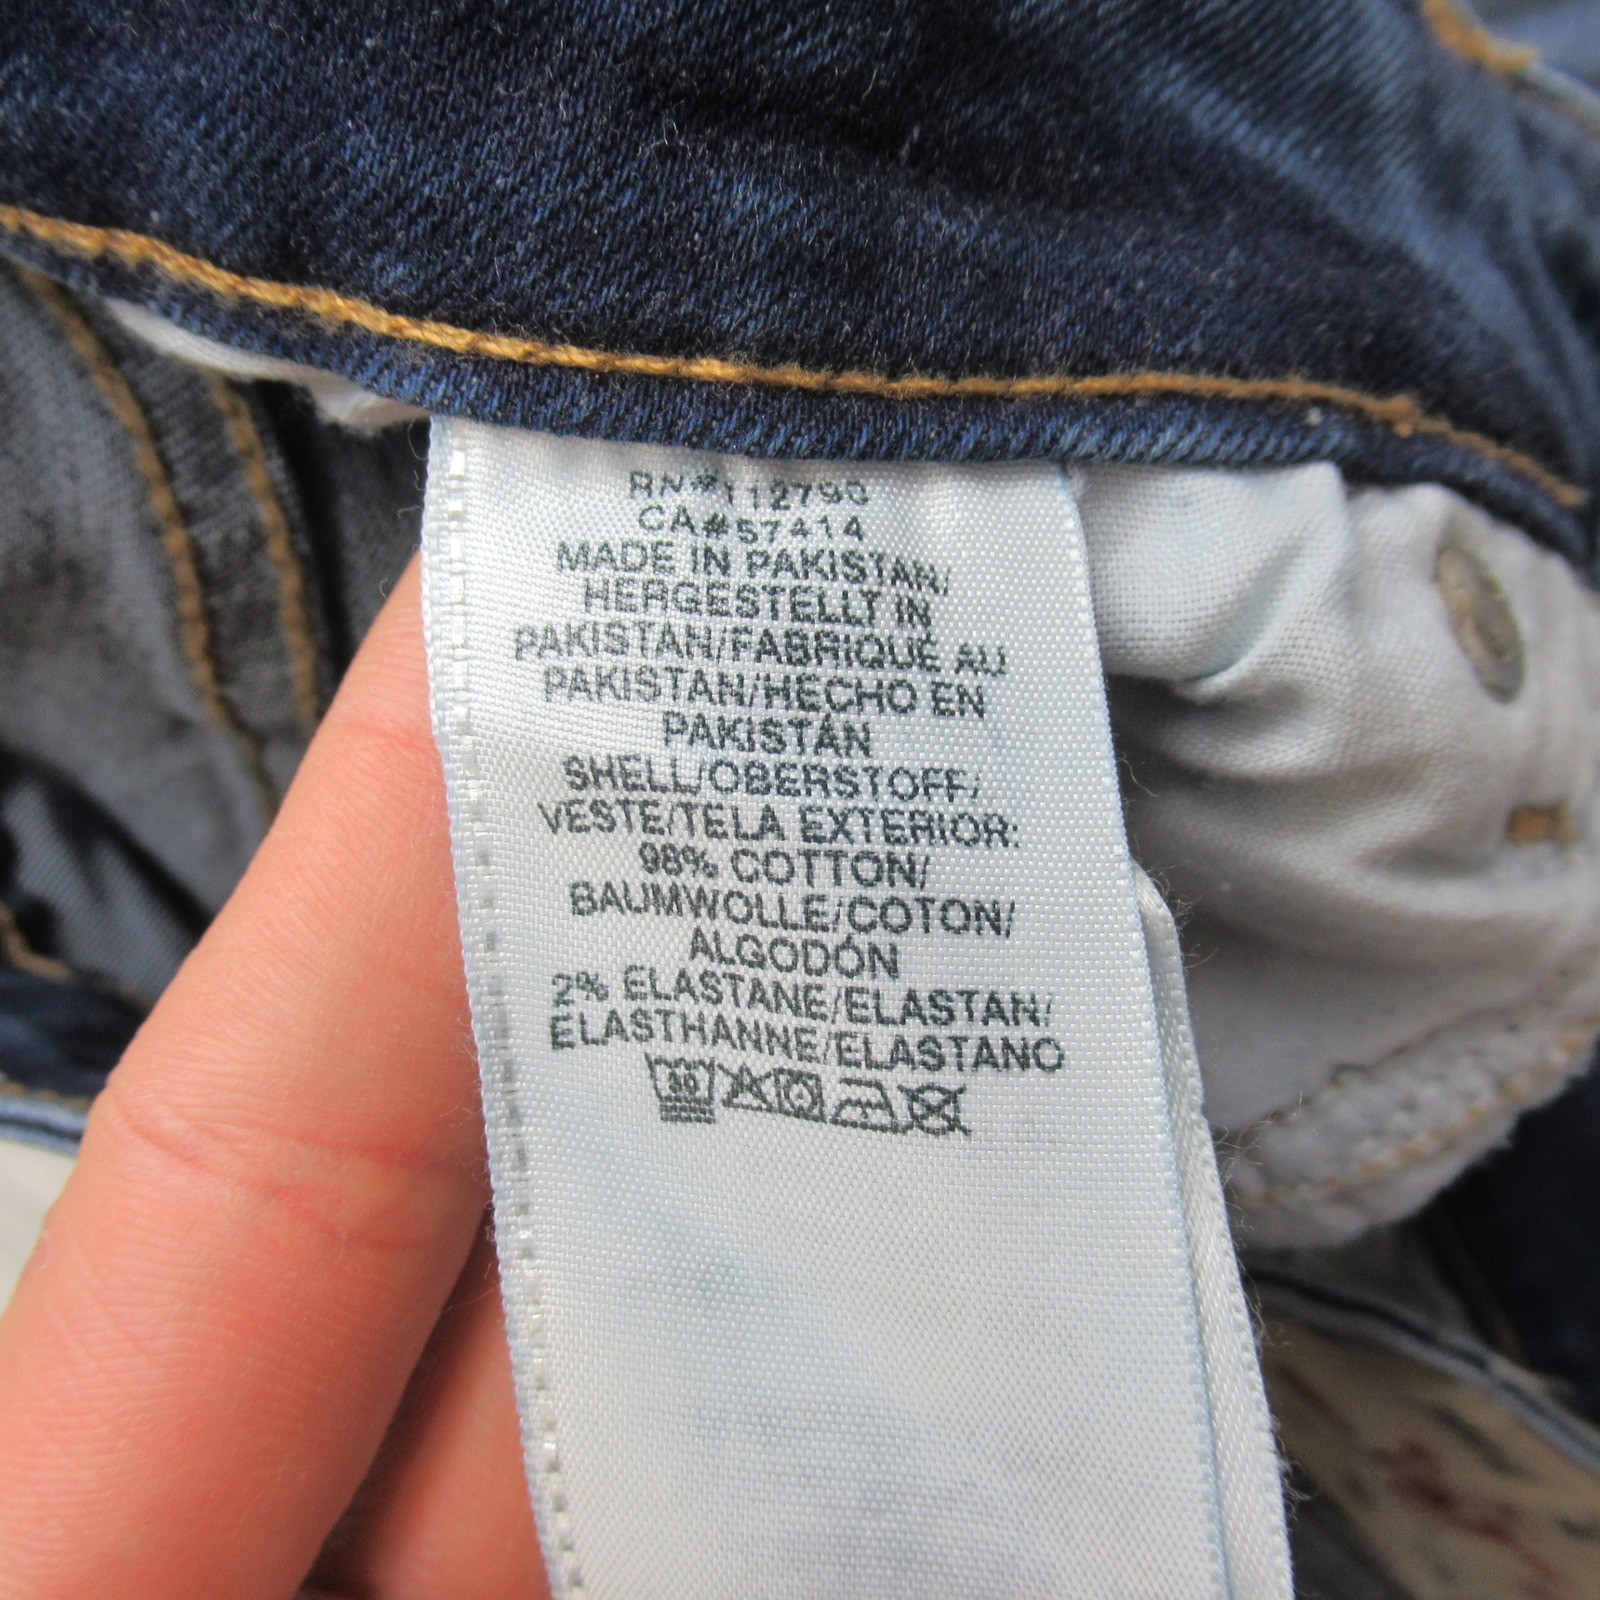 RN#112790
CA#57414
MADE IN PAKISTAN/
HERGESTELLT IN
PAKISTAN/FABRIQUÉ AU
PAKISTAN/HECHO EN
PAKISTÁN
SHELL/OBERSTOFF/
VESTE/TELA EXTERIOR:
98% COTTON/
BAUMWOLLE/COTON/
ALGODÓN
2% ELASTANE/ELASTAN/
ELASTHANNE/ELASTANO
30